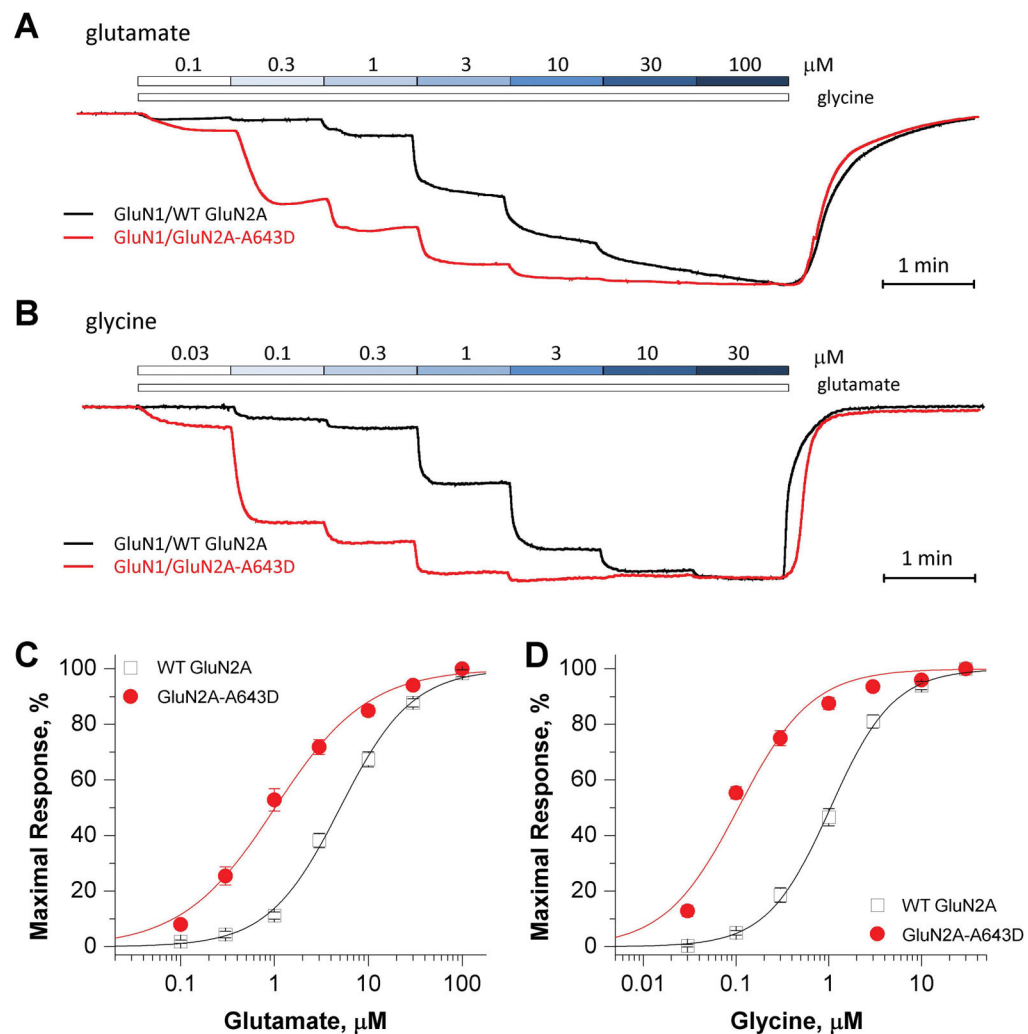 A
glutamate
0.1 0.3 1 3 10 30 100 μM
glycine
GluN1/WT GluN2A
GluN1/GluN2A-A643D
1 min
B
glycine
0.03 0.1 0.3 1 3 10 30 μM
glutamate
GluN1/WT GluN2A
GluN1/GluN2A-A643D
1 min
C
WT GluN2A
GluN2A-A643D
100
80
60
40
20
0
Maximal Response, %
0.1 1 10 100
Glutamate, μM
D
100
80
60
40
20
0
Maximal Response, %
WT GluN2A
GluN2A-A643D
0.01 0.1 1 10
Glycine, μM